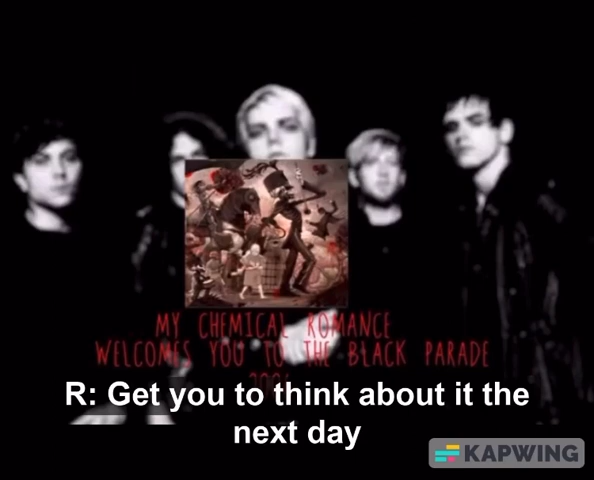 MY CHEMICAL ROMANCE
WELCOMES YOU TO THE BLACK PARADE
R: Get you to think about it the
next day
KAPWING